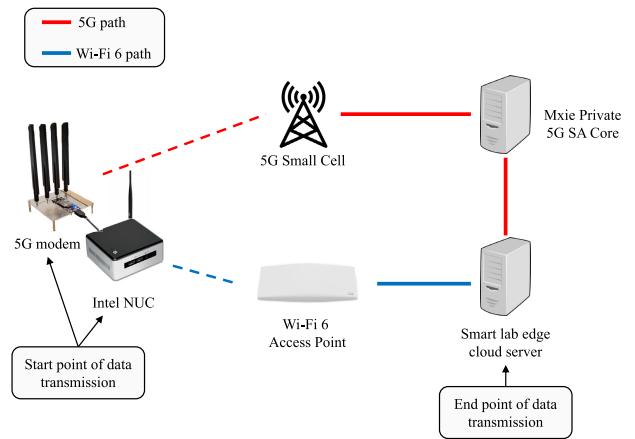 5G path
Wi-Fi 6 path
5G Small Cell
Mxie Private
5G SA Core
5G modem
Intel NUC
Wi-Fi 6
Access Point
Smart lab edge
cloud server
Start point of data
transmission
End point of data
transmission